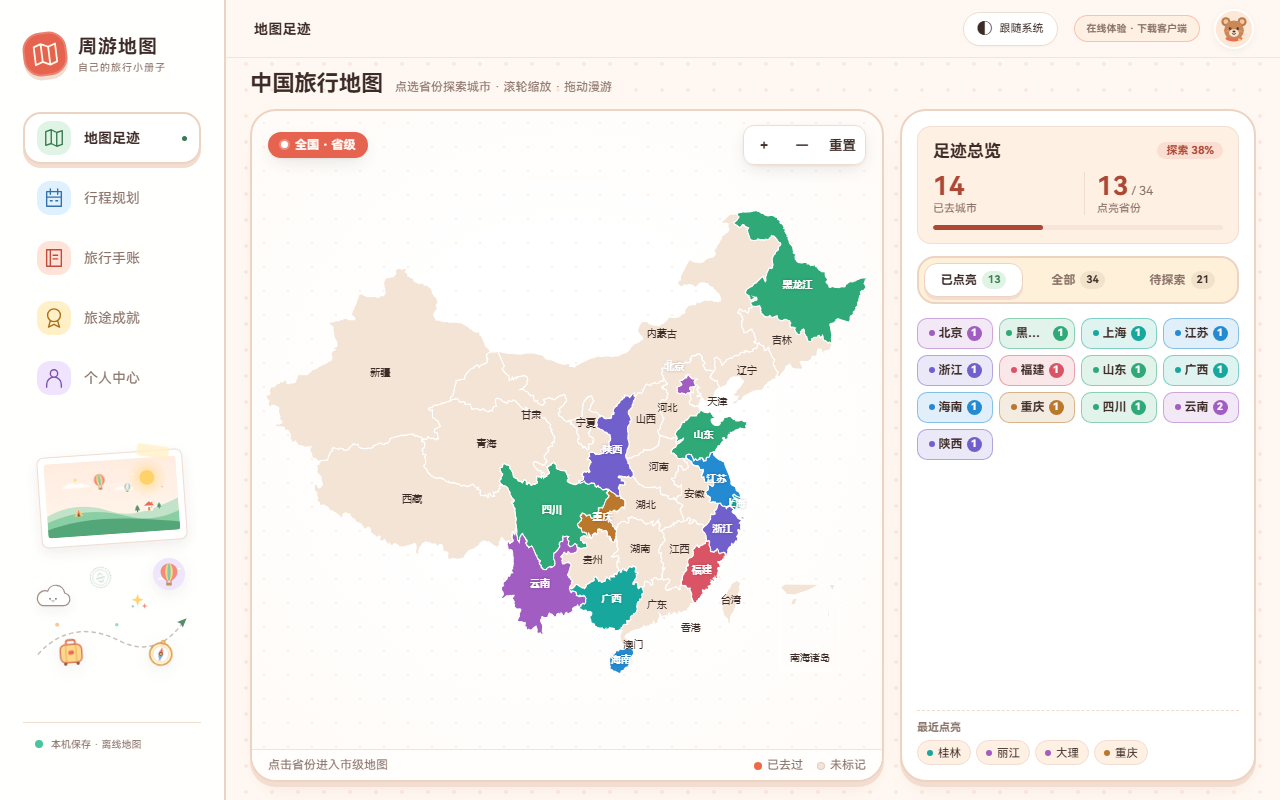 周游地图
自己的旅行小册子
地图足迹
行程规划
旅行手账
旅途成就
个人中心
本机保存 · 离线地图
地图足迹
跟随系统
在线体验 · 下载客户端
中国旅行地图
点选省份探索城市 · 滚轮缩放 · 拖动漫游
全国 · 省级
+ — 重置
黑龙江
内蒙古
吉林
新疆
北京
辽宁
甘肃
宁夏
山西
河北
天津
青海
陕西
山东
河南
西藏
四川
重庆
湖北
安徽
江苏
上海
浙江
贵州
湖南
江西
福建
云南
广西
广东
台湾
香港
澳门
海南
南海诸岛
点击省份进入市级地图
已去过
未标记
足迹总览
探索 38%
14
已去城市
13 / 34
点亮省份
已点亮 13
全部 34
待探索 21
北京 1
黑... 1
上海 1
江苏 1
浙江 1
福建 1
山东 1
广西 1
海南 1
重庆 1
四川 1
云南 2
陕西 1
最近点亮
桂林
丽江
大理
重庆